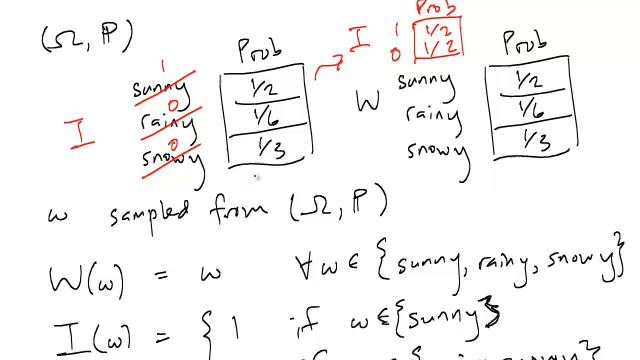 (Ω, ℙ)
Prob
1
sunny 1/2
0
I rainy 1/6
0
snowy 1/3
Prob
I 1 1/2
0 1/2
Prob
sunny 1/2
W rainy 1/6
snowy 1/3
ω sampled from (Ω, ℙ)
W(ω) = ω ∀ω ∈ {sunny, rainy, snowy}
I(ω) = { 1 if ω ∈ {sunny}